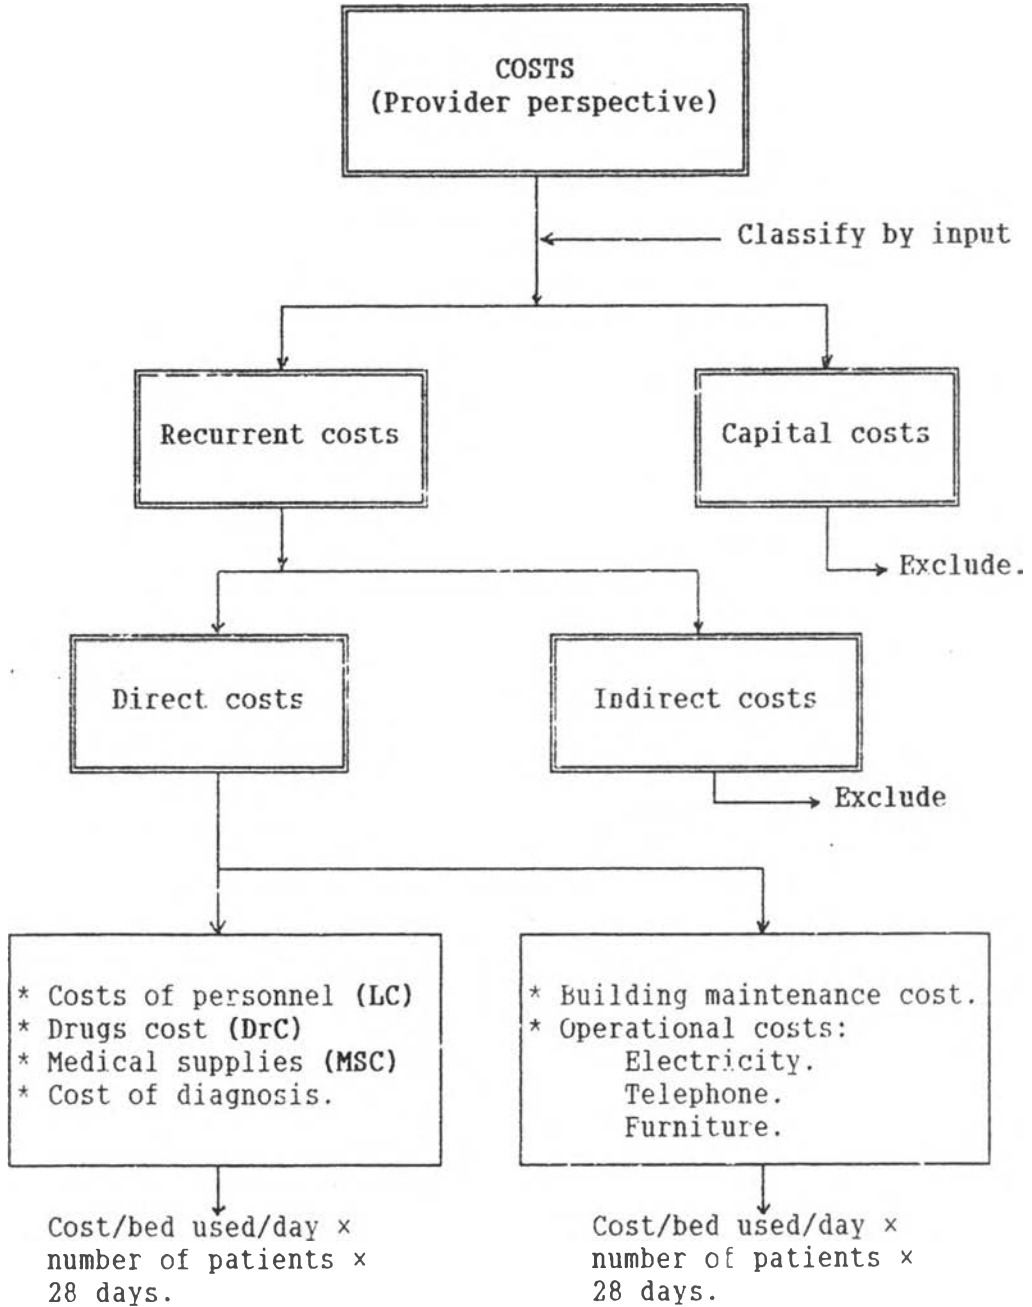 COSTS
(Provider perspective)
Classify by input
Recurrent costs
Capital costs
Exclude.
Direct costs
Indirect costs
Exclude
* Costs of personnel (LC)
* Drugs cost (DrC)
* Medical supplies (MSC)
* Cost of diagnosis.
* Building maintenance cost.
* Operational costs:
Electricity.
Telephone.
Furniture.
Cost/bed used/day ×
number of patients ×
28 days.
Cost/bed used/day ×
number of patients ×
28 days.